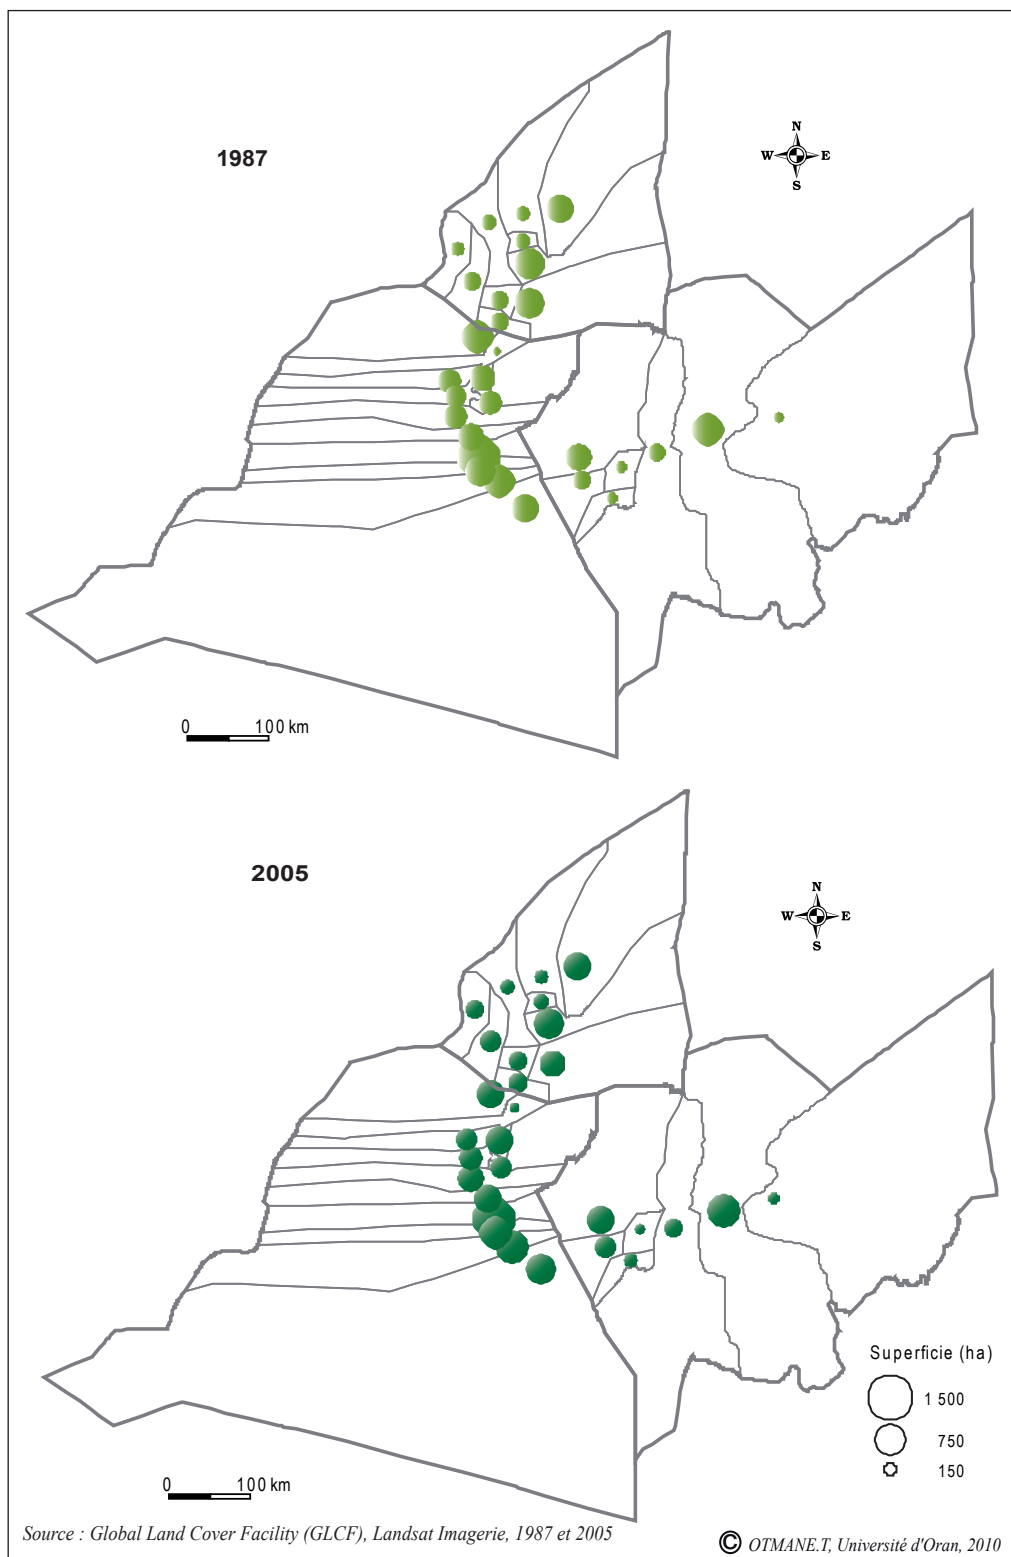 1987
N
W E
S
0 100 km
2005
N
W E
S
Superficie (ha)
1 500
750
150
0 100 km
Source : Global Land Cover Facility (GLCF), Landsat Imagerie, 1987 et 2005
© OTMANE.T, Université d'Oran, 2010